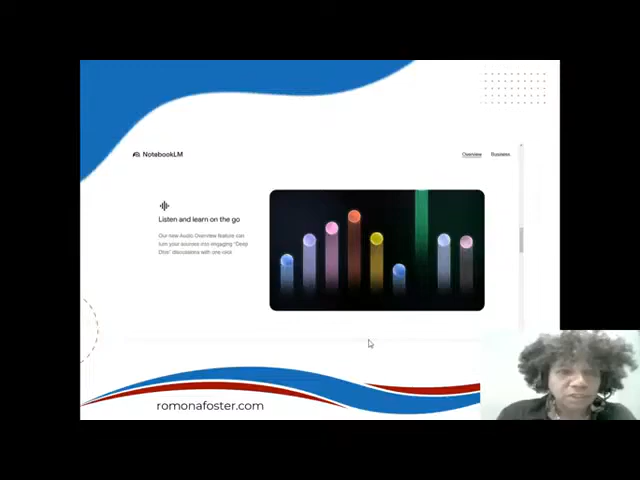 NotebookLM
Overview
Business
Listen and learn on the go
Our new Audio Overview feature can
turn your sources into engaging “Deep
Dive” discussions with one click
romonafoster.com